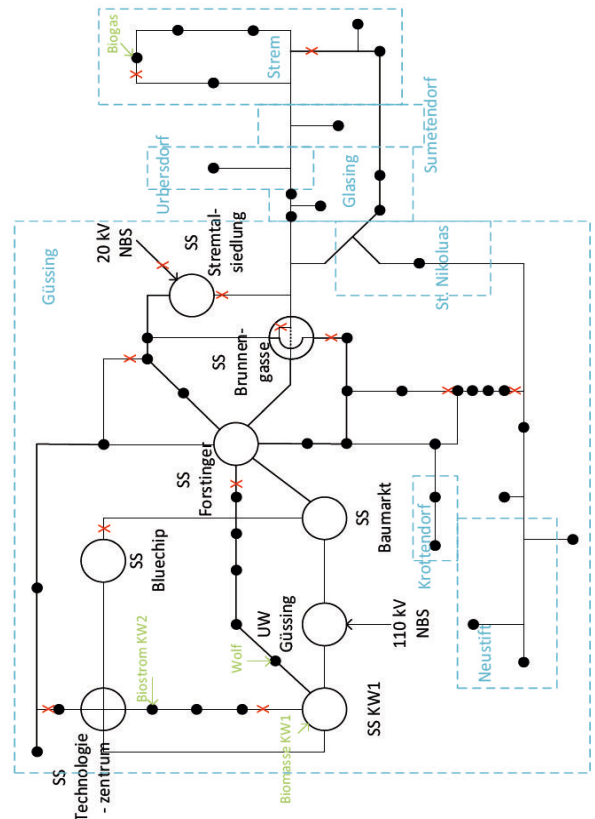 Güssing
Biogas
Strem
Sumetendorf
Urbersdorf
Glasing
St. Nikoluas
20 kV
NBS
SS
Stremtal-
siedlung
SS
Brunnen-
gasse
SS
Forstinger
SS
Bluechip
SS
Baumarkt
Krottendorf
Neustift
UW
Güssing
110 kV
NBS
Wolf
Biostrom KW2
Biomasse KW1
SS KW1
SS
Technologie
- zentrum